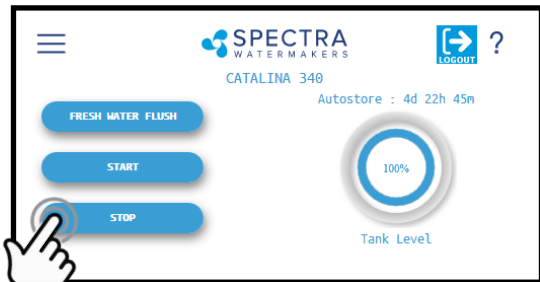 SPECTRA
WATERMAKERS
LOGOUT
?
CATALINA 340
Autostore : 4d 22h 45m
FRESH WATER FLUSH
START
100%
STOP
Tank Level